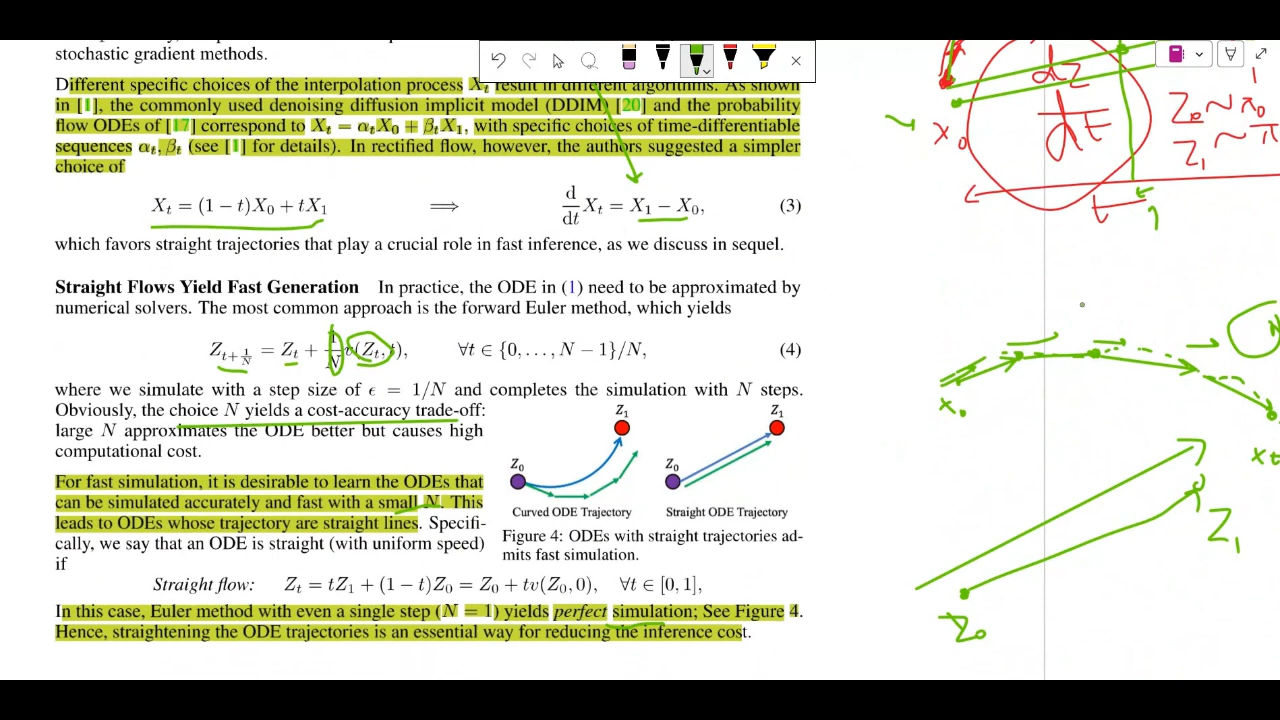 stochastic gradient methods.
Different specific choices of the interpolation process X_t result in different algorithms. As shown
in [1], the commonly used denoising diffusion implicit model (DDIM) [20] and the probability
flow ODEs of [17] correspond to X_t = α_tX_0 + β_tX_1, with specific choices of time-differentiable
sequences α_t, β_t (see [1] for details). In rectified flow, however, the authors suggested a simpler
choice of
X_t = (1 − t)X_0 + tX_1 ⟹ d/dt X_t = X_1 − X_0, (3)
which favors straight trajectories that play a crucial role in fast inference, as we discuss in sequel.
Straight Flows Yield Fast Generation In practice, the ODE in (1) need to be approximated by
numerical solvers. The most common approach is the forward Euler method, which yields
Z_{t+1/N} = Z_t + 1/N v(Z_t, t), ∀t ∈ {0, . . . , N − 1}/N, (4)
where we simulate with a step size of ϵ = 1/N and completes the simulation with N steps.
Obviously, the choice N yields a cost-accuracy trade-off:
large N approximates the ODE better but causes high
computational cost.
For fast simulation, it is desirable to learn the ODEs that
can be simulated accurately and fast with a small N. This
leads to ODEs whose trajectory are straight lines. Specifi-
cally, we say that an ODE is straight (with uniform speed)
if
Z_0 Z_1 Z_0 Z_1
Curved ODE Trajectory Straight ODE Trajectory
Figure 4: ODEs with straight trajectories ad-
mits fast simulation.
Straight flow: Z_t = tZ_1 + (1 − t)Z_0 = Z_0 + tv(Z_0, 0), ∀t ∈ [0, 1],
In this case, Euler method with even a single step (N = 1) yields perfect simulation; See Figure 4.
Hence, straightening the ODE trajectories is an essential way for reducing the inference cost.
dz
dt
X_0
Z_0 ~ π_0
Z_1 ~ π
t
1
N
X_0
X_t
Z_1
Z_0